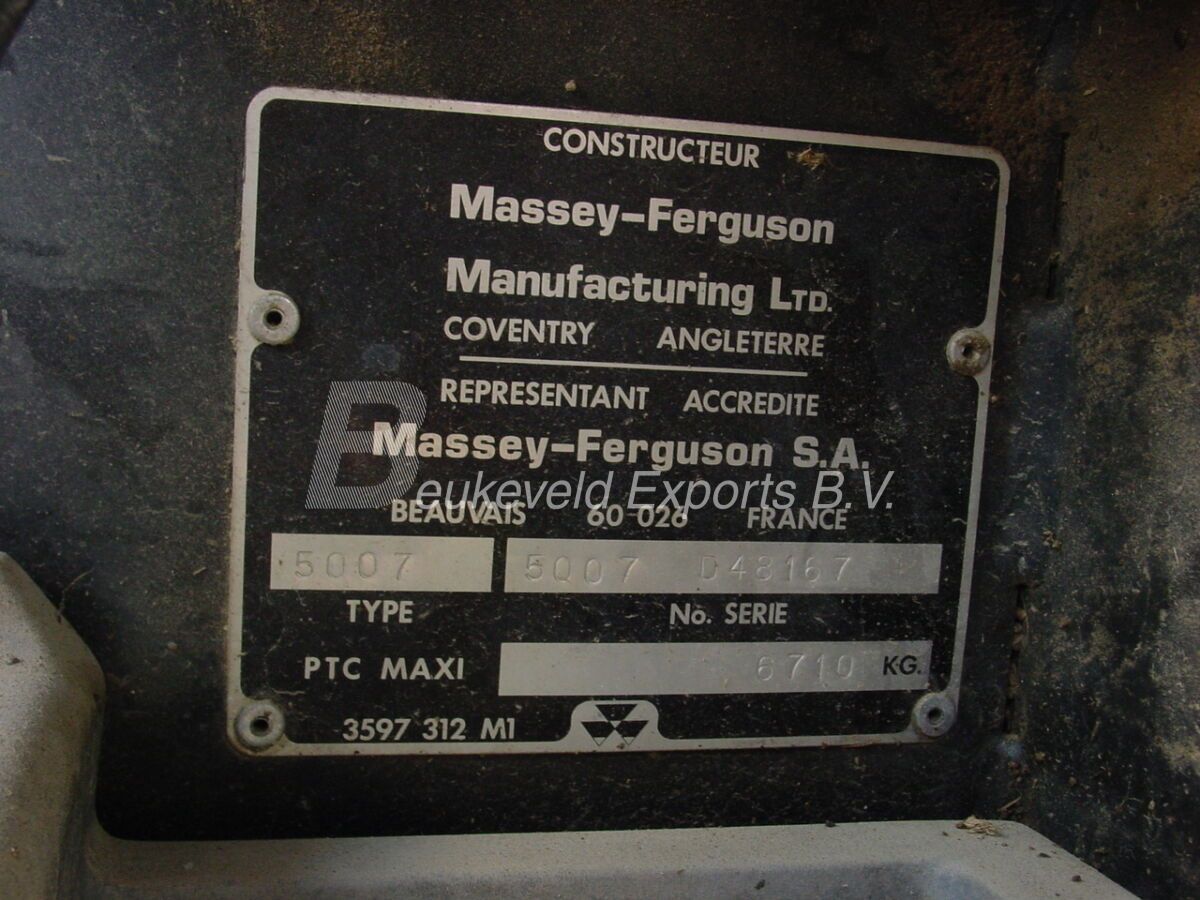 CONSTRUCTEUR
Massey-Ferguson
Manufacturing LTD.
COVENTRY ANGLETERRE
REPRESENTANT ACCREDITE
Massey-Ferguson S.A.
Beukeveld Exports B.V.
BEAUVAIS 60 026 FRANCE
5007 5007 D48167
TYPE No. SERIE
PTC MAXI 6710 KG.
3597 312 M1